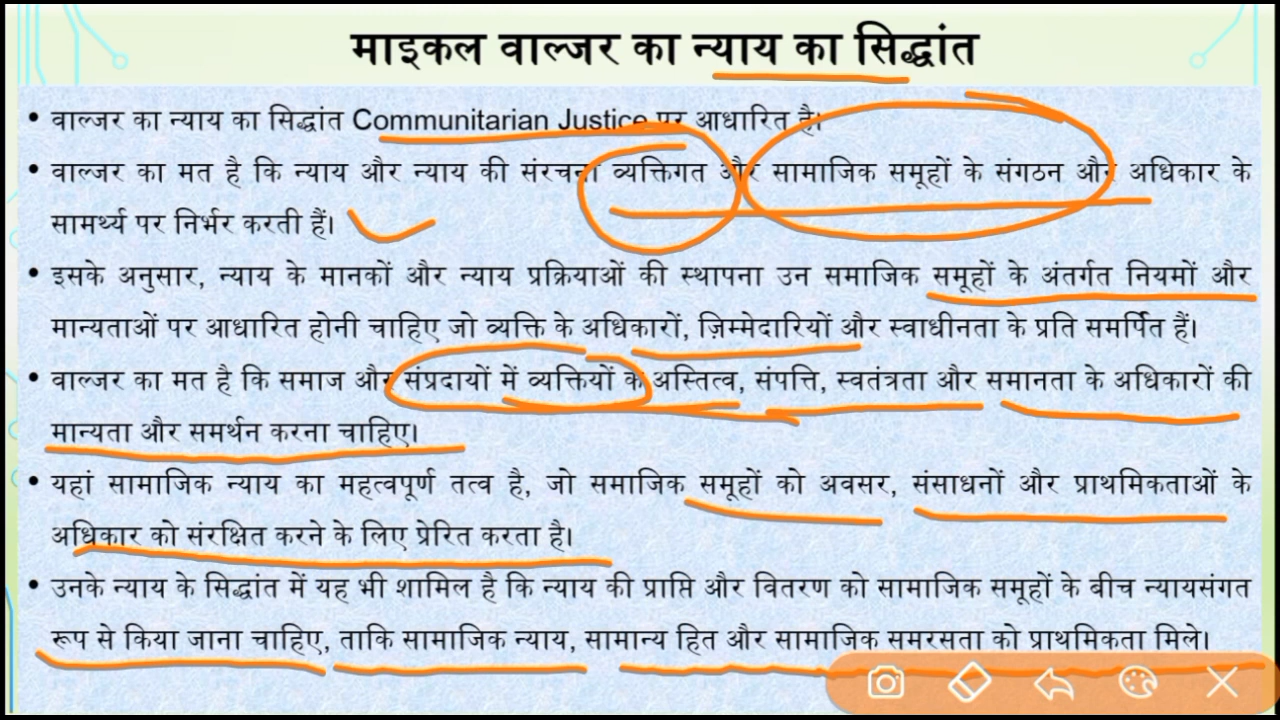 माइकल वाल्जर का न्याय का सिद्धांत
• वाल्जर का न्याय का सिद्धांत Communitarian Justice पर आधारित है।
• वाल्जर का मत है कि न्याय और न्याय की संरचना व्यक्तिगत और सामाजिक समूहों के संगठन और अधिकार के
सामर्थ्य पर निर्भर करती हैं।
• इसके अनुसार, न्याय के मानकों और न्याय प्रक्रियाओं की स्थापना उन समाजिक समूहों के अंतर्गत नियमों और
मान्यताओं पर आधारित होनी चाहिए जो व्यक्ति के अधिकारों, ज़िम्मेदारियों और स्वाधीनता के प्रति समर्पित हैं।
• वाल्जर का मत है कि समाज और संप्रदायों में व्यक्तियों के अस्तित्व, संपत्ति, स्वतंत्रता और समानता के अधिकारों की
मान्यता और समर्थन करना चाहिए।
• यहां सामाजिक न्याय का महत्वपूर्ण तत्व है, जो समाजिक समूहों को अवसर, संसाधनों और प्राथमिकताओं के
अधिकार को संरक्षित करने के लिए प्रेरित करता है।
• उनके न्याय के सिद्धांत में यह भी शामिल है कि न्याय की प्राप्ति और वितरण को सामाजिक समूहों के बीच न्यायसंगत
रूप से किया जाना चाहिए, ताकि सामाजिक न्याय, सामान्य हित और सामाजिक समरसता को प्राथमिकता मिले।